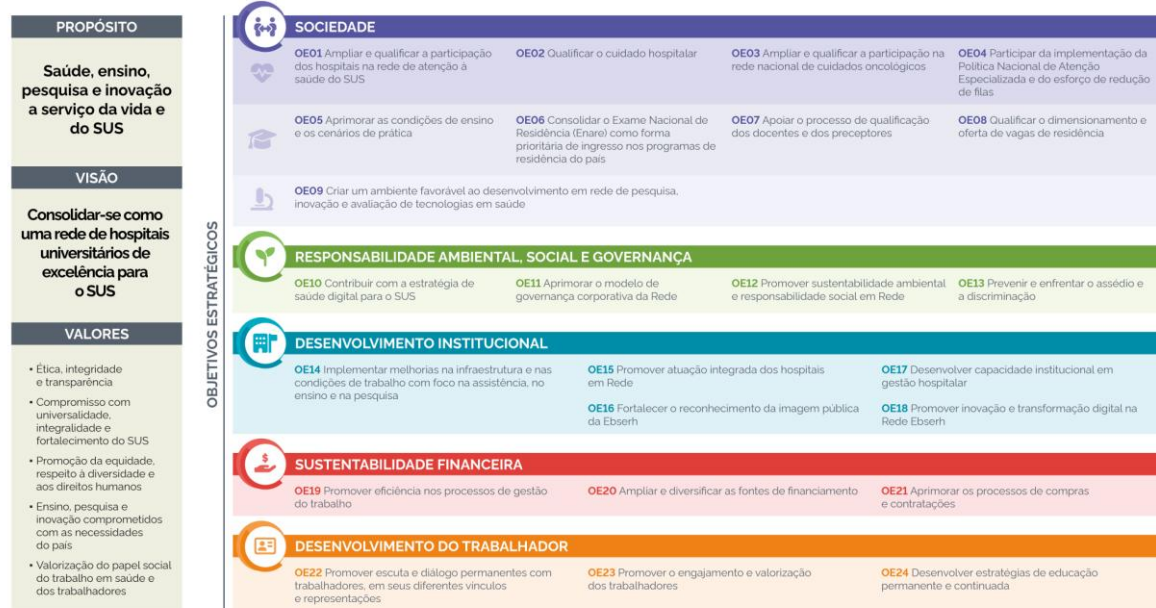 PROPÓSITO
Saúde, ensino,
pesquisa e inovação
a serviço da vida e
do SUS
VISÃO
Consolidar-se como
uma rede de hospitais
universitários de
excelência para
o SUS
VALORES
• Ética, integridade
e transparência
• Compromisso com
universalidade,
integralidade e
fortalecimento do SUS
• Promoção da equidade,
respeito à diversidade e
aos direitos humanos
• Ensino, pesquisa e
inovação comprometidos
com as necessidades
do país
• Valorização do papel social
do trabalho em saúde e
dos trabalhadores
OBJETIVOS ESTRATÉGICOS
SOCIEDADE
OE01 Ampliar e qualificar a participação
dos hospitais na rede de atenção à
saúde do SUS
OE02 Qualificar o cuidado hospitalar
OE03 Ampliar e qualificar a participação na
rede nacional de cuidados oncológicos
OE04 Participar da implementação da
Política Nacional de Atenção
Especializada e do esforço de redução
de filas
OE05 Aprimorar as condições de ensino
e os cenários de prática
OE06 Consolidar o Exame Nacional de
Residência (Enare) como forma
prioritária de ingresso nos programas de
residência do país
OE07 Apoiar o processo de qualificação
dos docentes e dos preceptores
OE08 Qualificar o dimensionamento e
oferta de vagas de residência
OE09 Criar um ambiente favorável ao desenvolvimento em rede de pesquisa,
inovação e avaliação de tecnologias em saúde
RESPONSABILIDADE AMBIENTAL, SOCIAL E GOVERNANÇA
OE10 Contribuir com a estratégia de
saúde digital para o SUS
OE11 Aprimorar o modelo de
governança corporativa da Rede
OE12 Promover sustentabilidade ambiental
e responsabilidade social em Rede
OE13 Prevenir e enfrentar o assédio e
a discriminação
DESENVOLVIMENTO INSTITUCIONAL
OE14 Implementar melhorias na infraestrutura e nas
condições de trabalho com foco na assistência, no
ensino e na pesquisa
OE15 Promover atuação integrada dos hospitais
em Rede
OE16 Fortalecer o reconhecimento da imagem pública
da Ebserh
OE17 Desenvolver capacidade institucional em
gestão hospitalar
OE18 Promover inovação e transformação digital na
Rede Ebserh
SUSTENTABILIDADE FINANCEIRA
OE19 Promover eficiência nos processos de gestão
do trabalho
OE20 Ampliar e diversificar as fontes de financiamento
OE21 Aprimorar os processos de compras
e contratações
DESENVOLVIMENTO DO TRABALHADOR
OE22 Promover escuta e diálogo permanentes com
trabalhadores, em seus diferentes vínculos
e representações
OE23 Promover o engajamento e valorização
dos trabalhadores
OE24 Desenvolver estratégias de educação
permanente e continuada